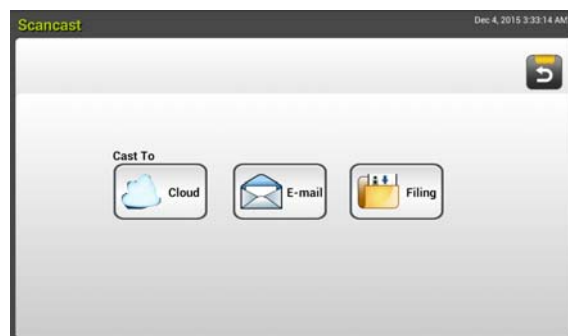 Scancast
Dec 4, 2015 3:33:14 AM
Cast To
Cloud
E-mail
Filing